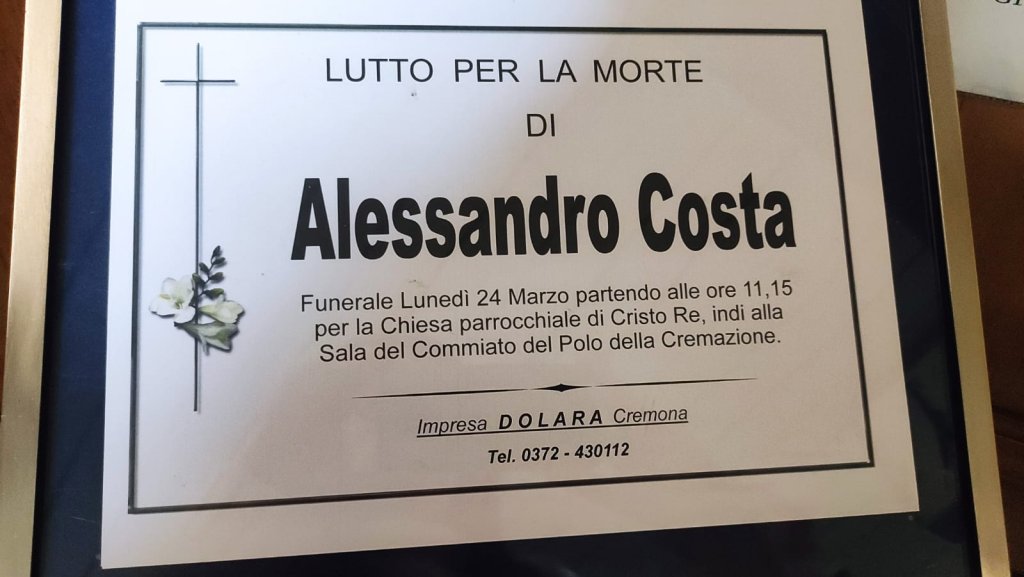 LUTTO PER LA MORTE
DI
Alessandro Costa
Funerale Lunedì 24 Marzo partendo alle ore 11,15
per la Chiesa parrocchiale di Cristo Re, indi alla
Sala del Commiato del Polo della Cremazione.
Impresa DOLARA Cremona
Tel. 0372 - 430112